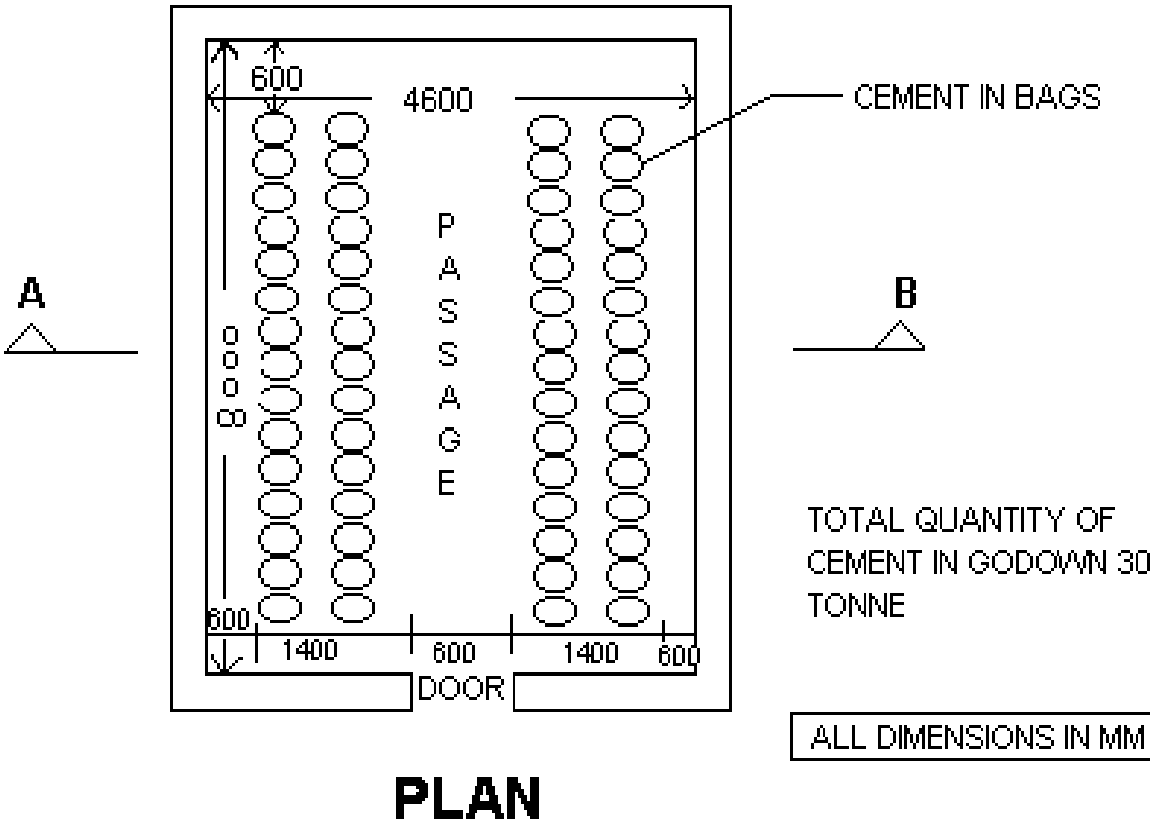 600
4600
CEMENT IN BAGS
PASSAGE
A
B
8000
TOTAL QUANTITY OF
CEMENT IN GODOWN 30
TONNE
600
1400
600
1400
600
DOOR
ALL DIMENSIONS IN MM
PLAN